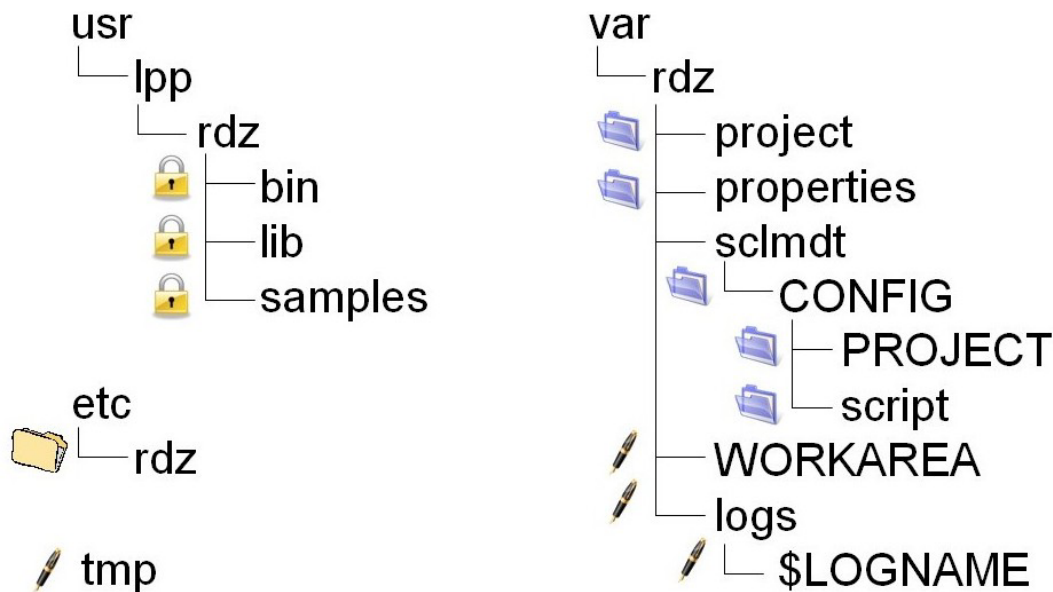 usr
lpp
rdz
bin
lib
samples
etc
rdz
tmp
var
rdz
project
properties
sclmdt
CONFIG
PROJECT
script
WORKAREA
logs
$LOGNAME